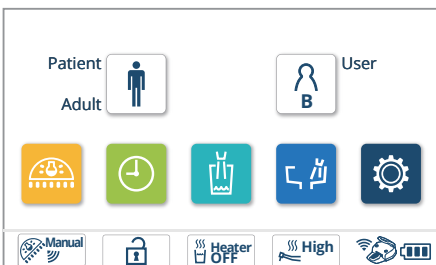 Patient
Adult
User
B
Manual
Heater
OFF
High